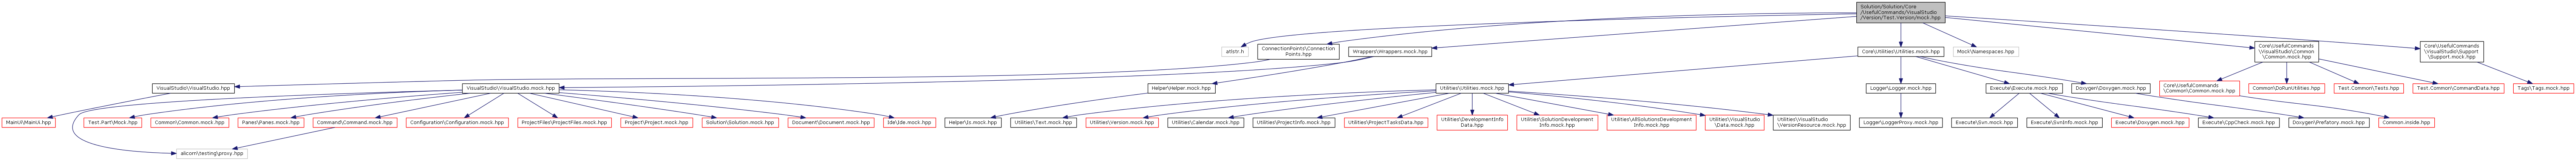 Solution/Solution/Core
/UsefulCommands/VisualStudio
/Version/Test.Version/mock.hpp
atlstr.h
ConnectionPoints\Connection
Points.hpp
Wrappers\Wrappers.mock.hpp
Core\Utilities\Utilities.mock.hpp
Mock\Namespaces.hpp
Core\UsefulCommands
\VisualStudio\Common
\Common.mock.hpp
Core\UsefulCommands
\VisualStudio\Support
\Support.mock.hpp
VisualStudio\VisualStudio.hpp
VisualStudio\VisualStudio.mock.hpp
Helper\Helper.mock.hpp
Utilities\Utilities.mock.hpp
Logger\Logger.mock.hpp
Execute\Execute.mock.hpp
Doxygen\Doxygen.mock.hpp
Core\UsefulCommands
\Common\Common.mock.hpp
Common\DoRun\Utilities.hpp
Test.Common\Tests.hpp
Test.Common\CommandData.hpp
Tags\Tags.mock.hpp
MainUi\MainUi.hpp
Test.Part\Mock.hpp
Common\Common.mock.hpp
Panes\Panes.mock.hpp
Command\Command.mock.hpp
Configuration\Configuration.mock.hpp
ProjectFiles\ProjectFiles.mock.hpp
Project\Project.mock.hpp
Solution\Solution.mock.hpp
Document\Document.mock.hpp
Ide\Ide.mock.hpp
Helper\Is.mock.hpp
Utilities\Text.mock.hpp
Utilities\Version.mock.hpp
Utilities\Calendar.mock.hpp
Utilities\ProjectInfo.mock.hpp
Utilities\ProjectTasksData.hpp
Utilities\DevelopmentInfo
Data.mock.hpp
Utilities\SolutionDevelopment
Info.mock.hpp
Utilities\AllSolutionsDevelopment
Info.mock.hpp
Utilities\VisualStudio
\Data.mock.hpp
Utilities\VisualStudio
\VersionResource.mock.hpp
Logger\LoggerProxy.mock.hpp
Execute\Svn.mock.hpp
Execute\SvnInfo.mock.hpp
Execute\Doxygen.mock.hpp
Execute\CppCheck.mock.hpp
Doxygen\Prefatory.mock.hpp
Common.inside.hpp
alicorn\testing\proxy.hpp